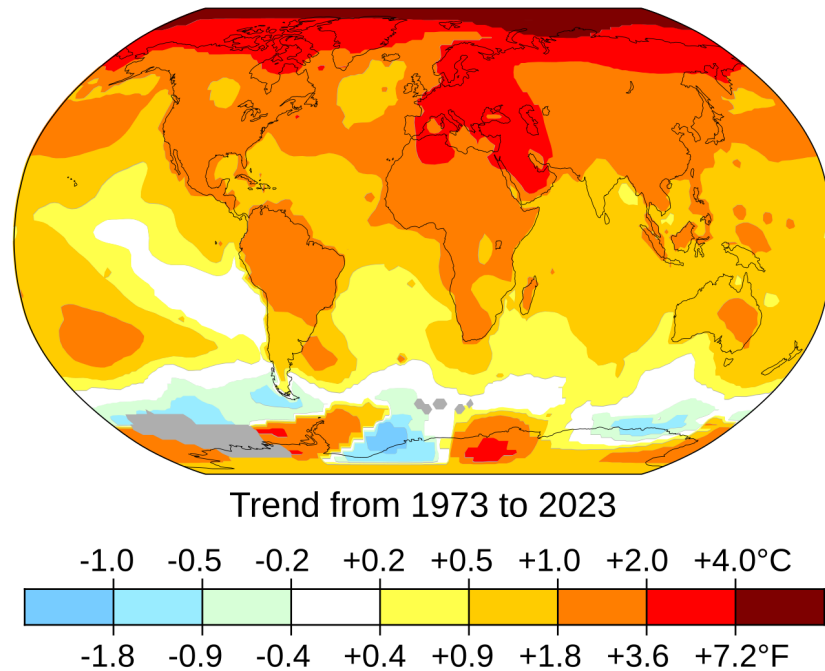 Trend from 1973 to 2023
-1.0 -0.5 -0.2 +0.2 +0.5 +1.0 +2.0 +4.0°C
-1.8 -0.9 -0.4 +0.4 +0.9 +1.8 +3.6 +7.2°F